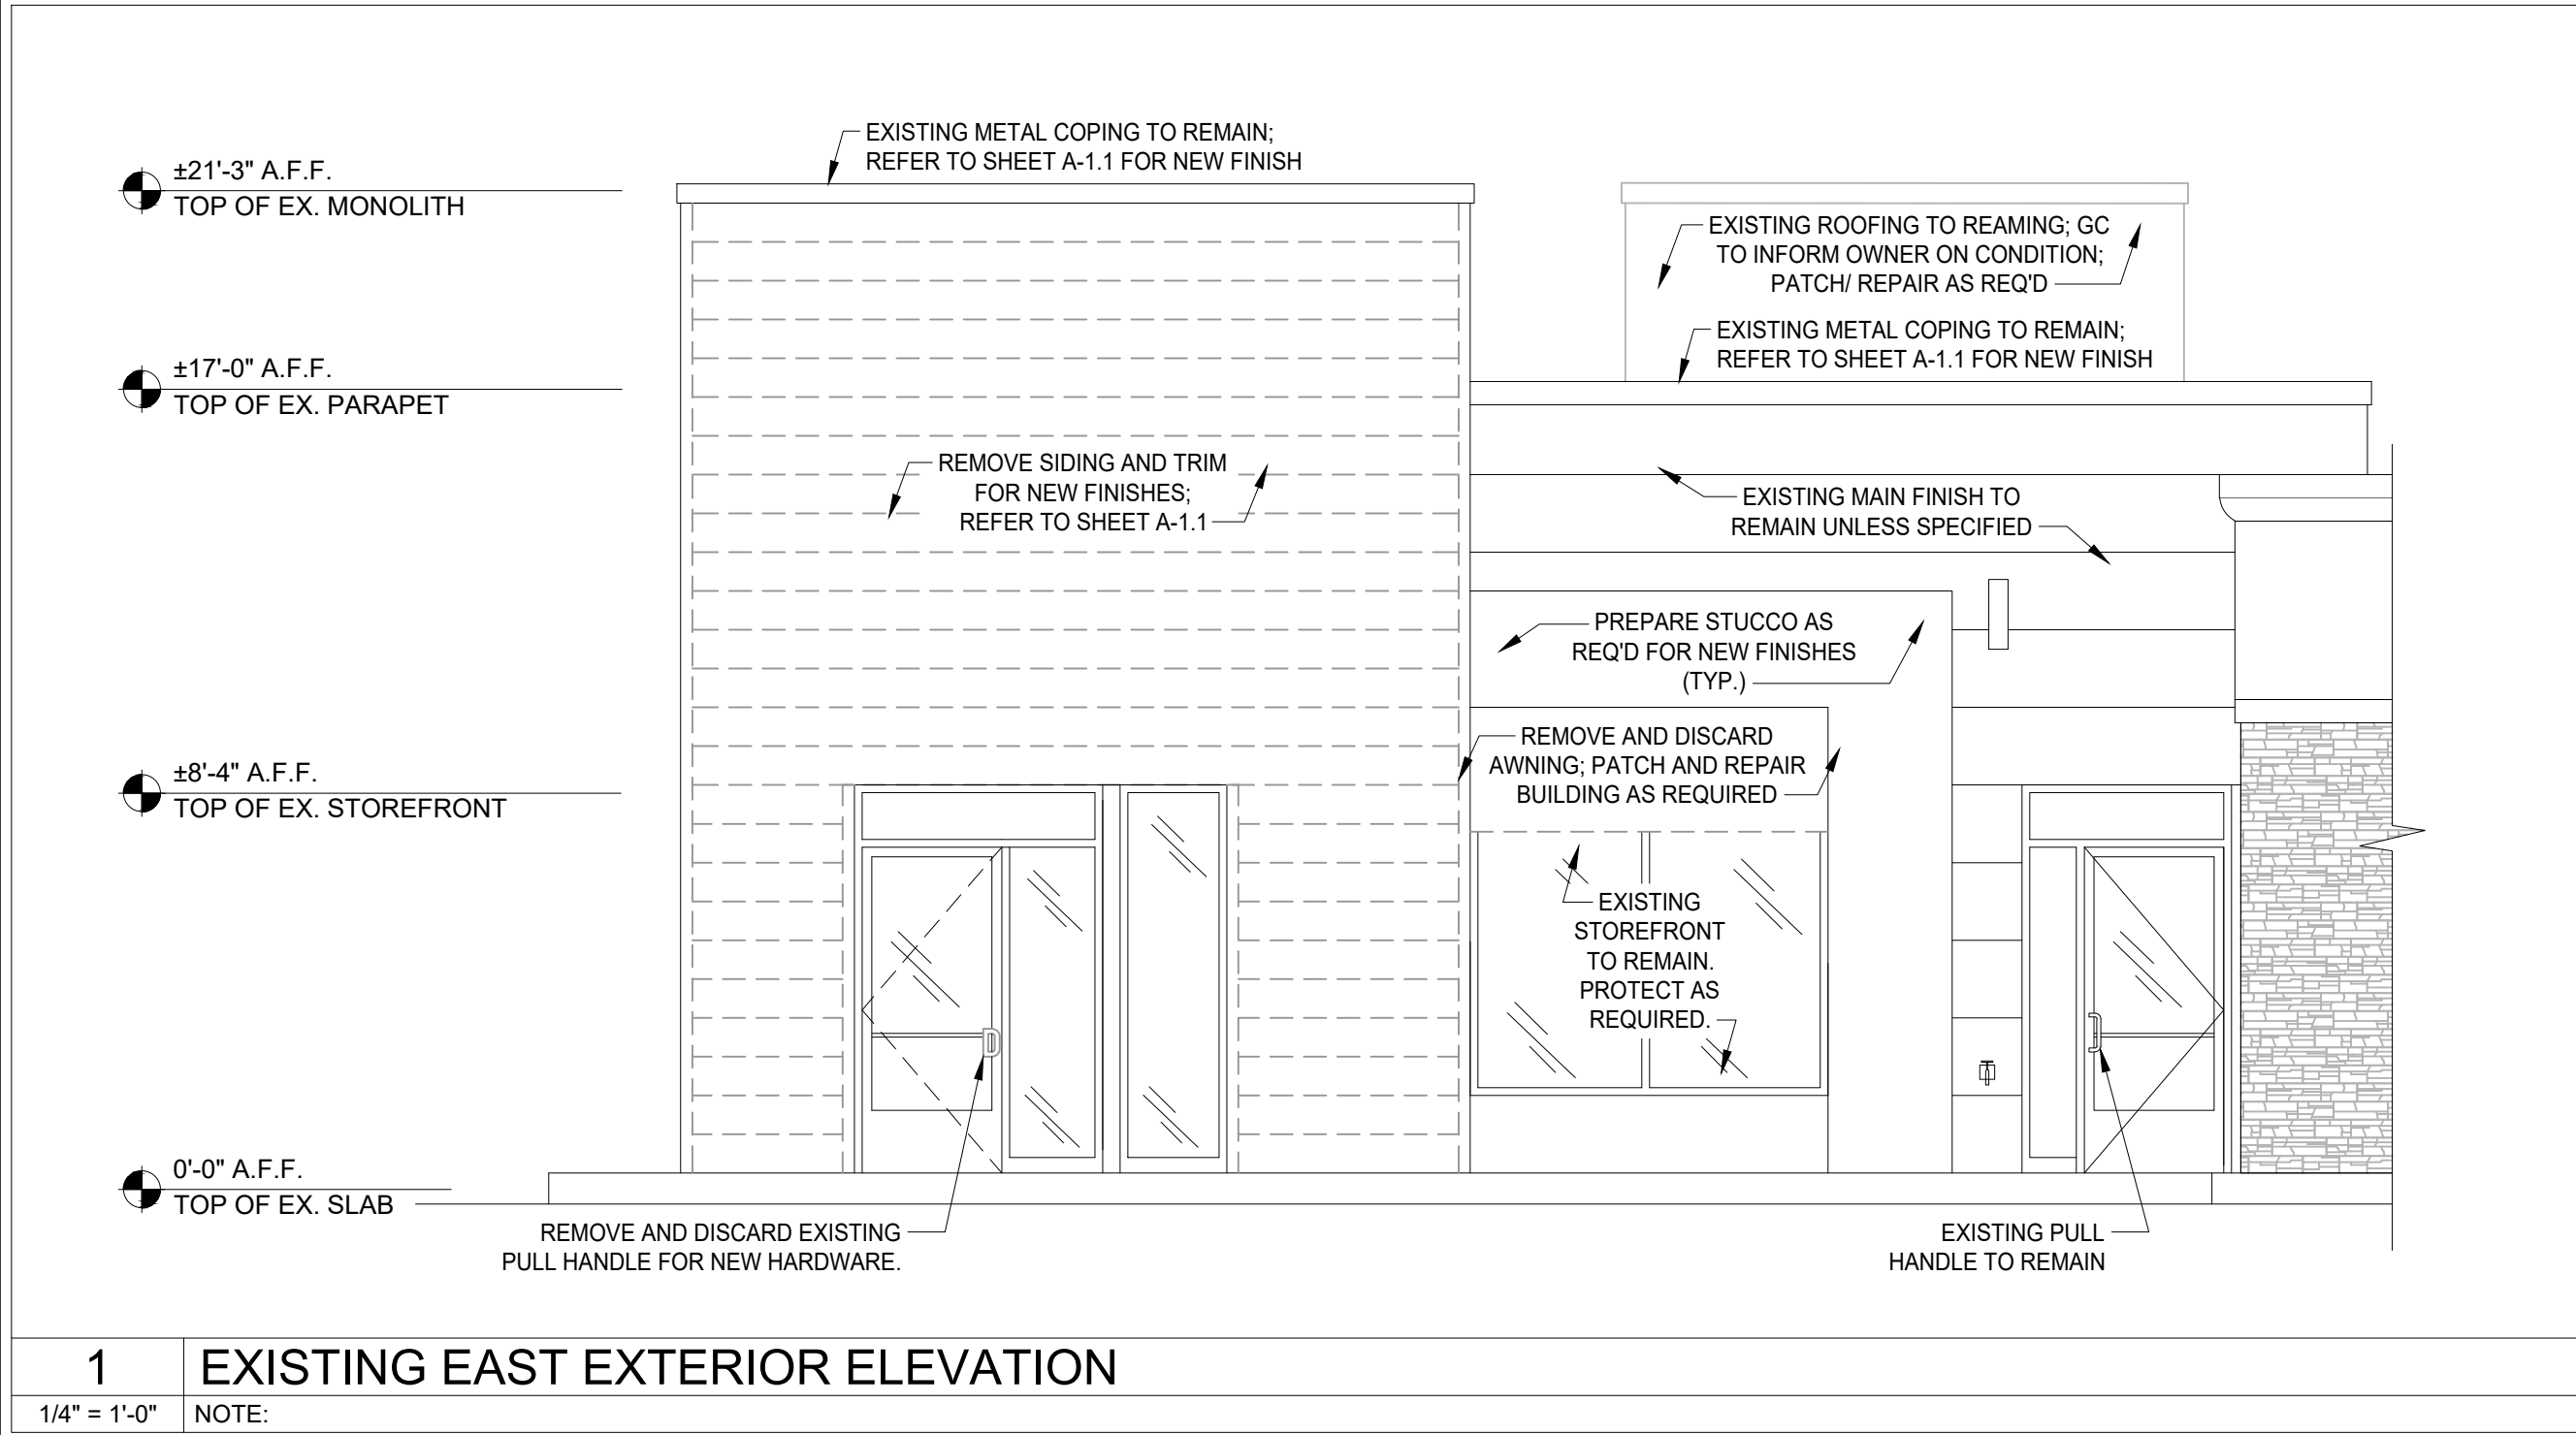 EXISTING METAL COPING TO REMAIN;
REFER TO SHEET A-1.1 FOR NEW FINISH
±21'-3" A.F.F.
TOP OF EX. MONOLITH
EXISTING ROOFING TO REAMING; GC
TO INFORM OWNER ON CONDITION;
PATCH/ REPAIR AS REQ'D
EXISTING METAL COPING TO REMAIN;
REFER TO SHEET A-1.1 FOR NEW FINISH
±17'-0" A.F.F.
TOP OF EX. PARAPET
REMOVE SIDING AND TRIM
FOR NEW FINISHES;
REFER TO SHEET A-1.1
EXISTING MAIN FINISH TO
REMAIN UNLESS SPECIFIED
PREPARE STUCCO AS
REQ'D FOR NEW FINISHES
(TYP.)
REMOVE AND DISCARD
AWNING; PATCH AND REPAIR
BUILDING AS REQUIRED
±8'-4" A.F.F.
TOP OF EX. STOREFRONT
EXISTING
STOREFRONT
TO REMAIN.
PROTECT AS
REQUIRED.
0'-0" A.F.F.
TOP OF EX. SLAB
REMOVE AND DISCARD EXISTING
PULL HANDLE FOR NEW HARDWARE.
EXISTING PULL
HANDLE TO REMAIN
1
EXISTING EAST EXTERIOR ELEVATION
1/4" = 1'-0"
NOTE: